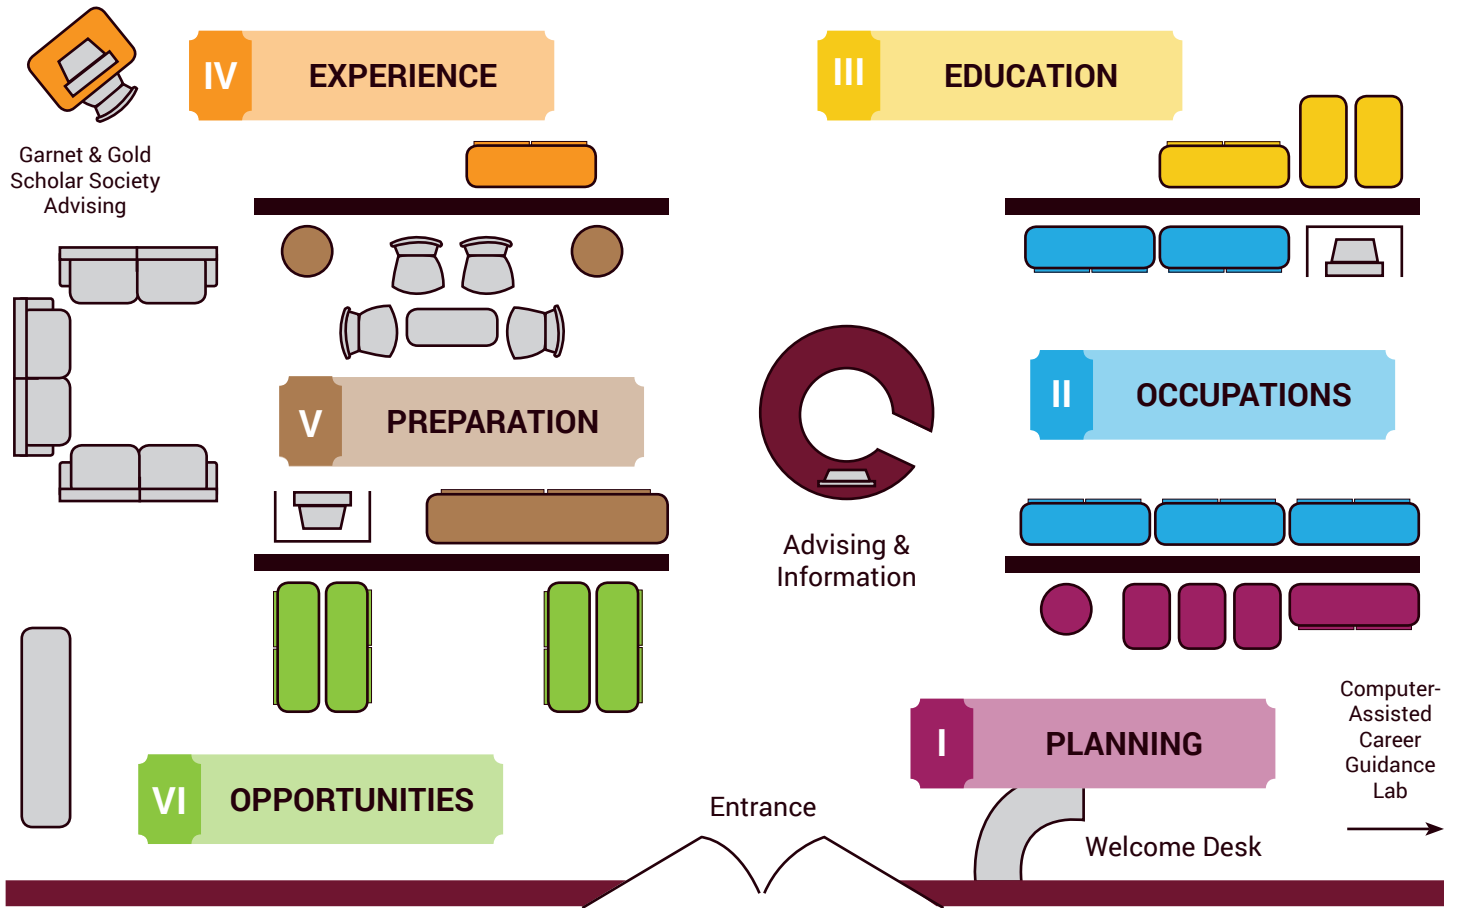 IV
EXPERIENCE
III
EDUCATION
Garnet & Gold
Scholar Society
Advising
V
PREPARATION
II
OCCUPATIONS
Advising &
Information
I
PLANNING
Computer-
Assisted
Career
Guidance
Lab
VI
OPPORTUNITIES
Entrance
Welcome Desk